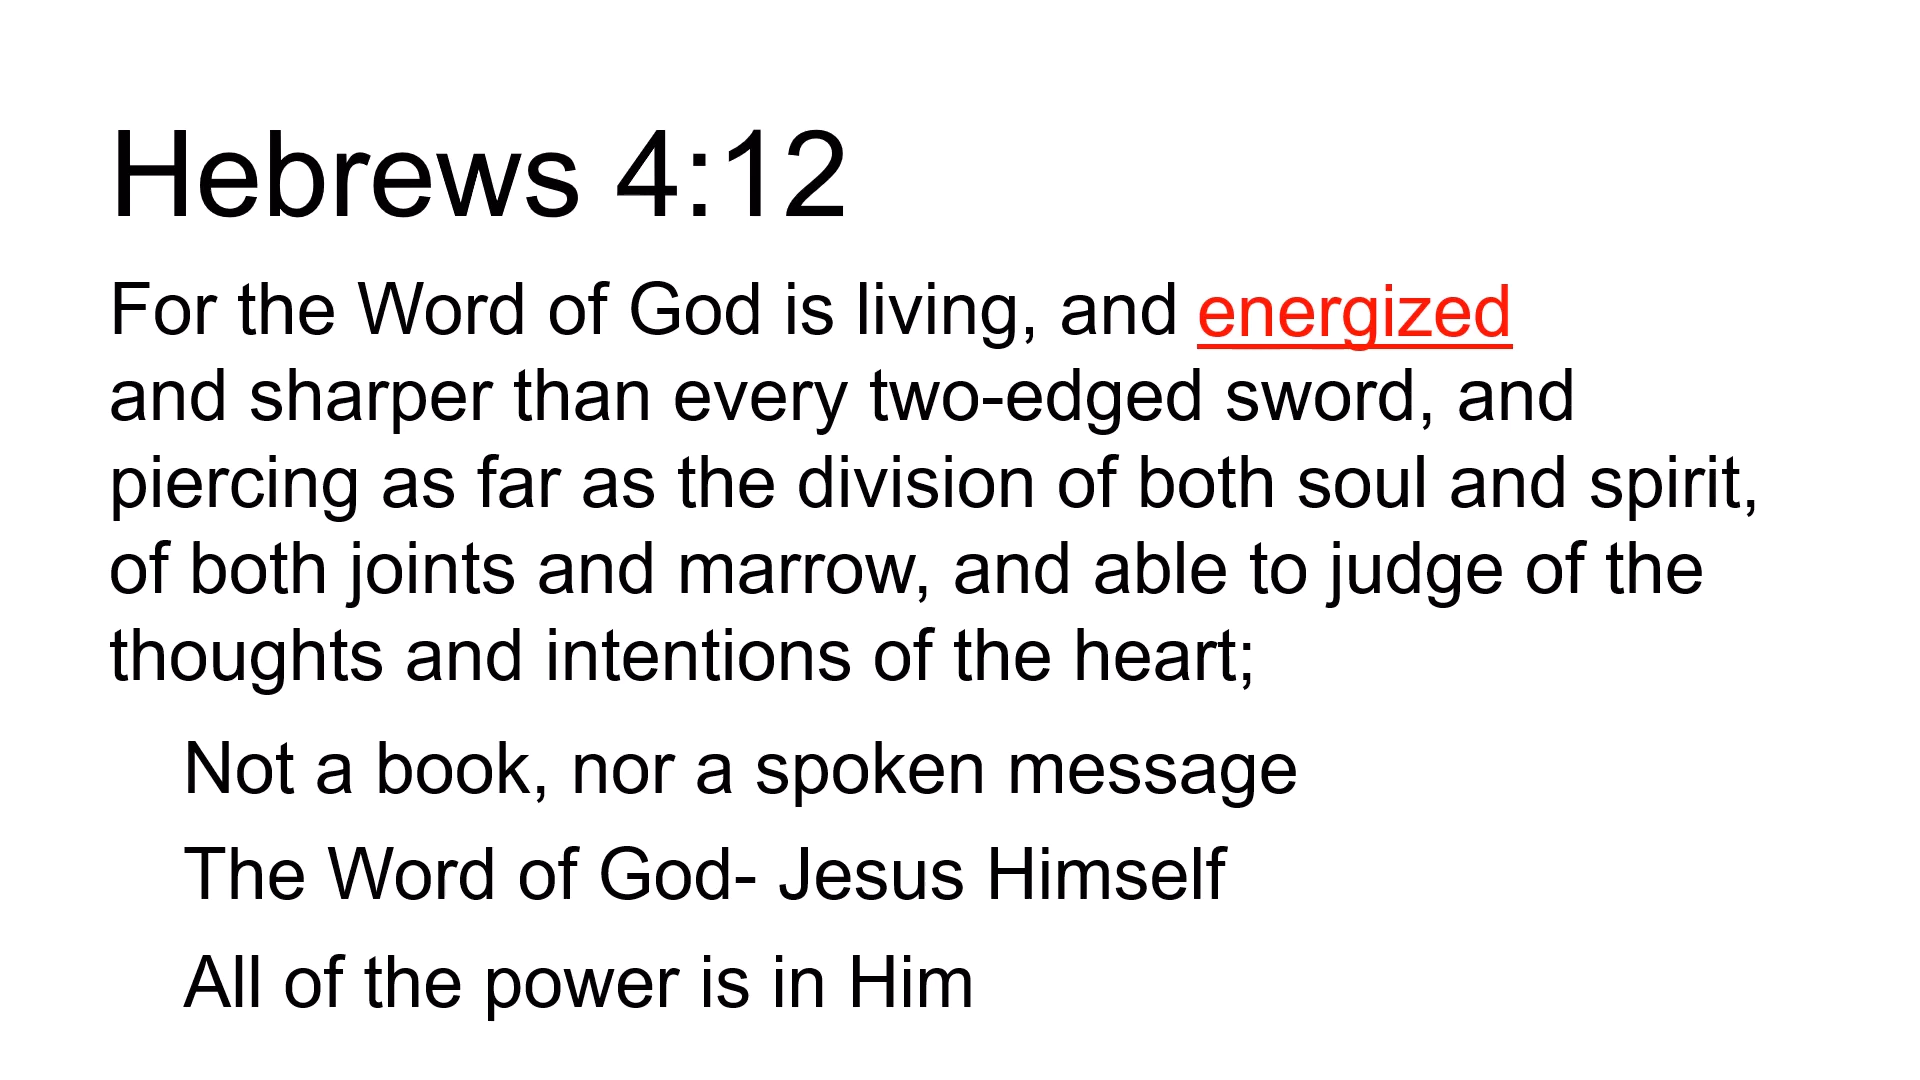 Hebrews 4:12
For the Word of God is living, and energized
and sharper than every two-edged sword, and
piercing as far as the division of both soul and spirit,
of both joints and marrow, and able to judge of the
thoughts and intentions of the heart;
Not a book, nor a spoken message
The Word of God- Jesus Himself
All of the power is in Him